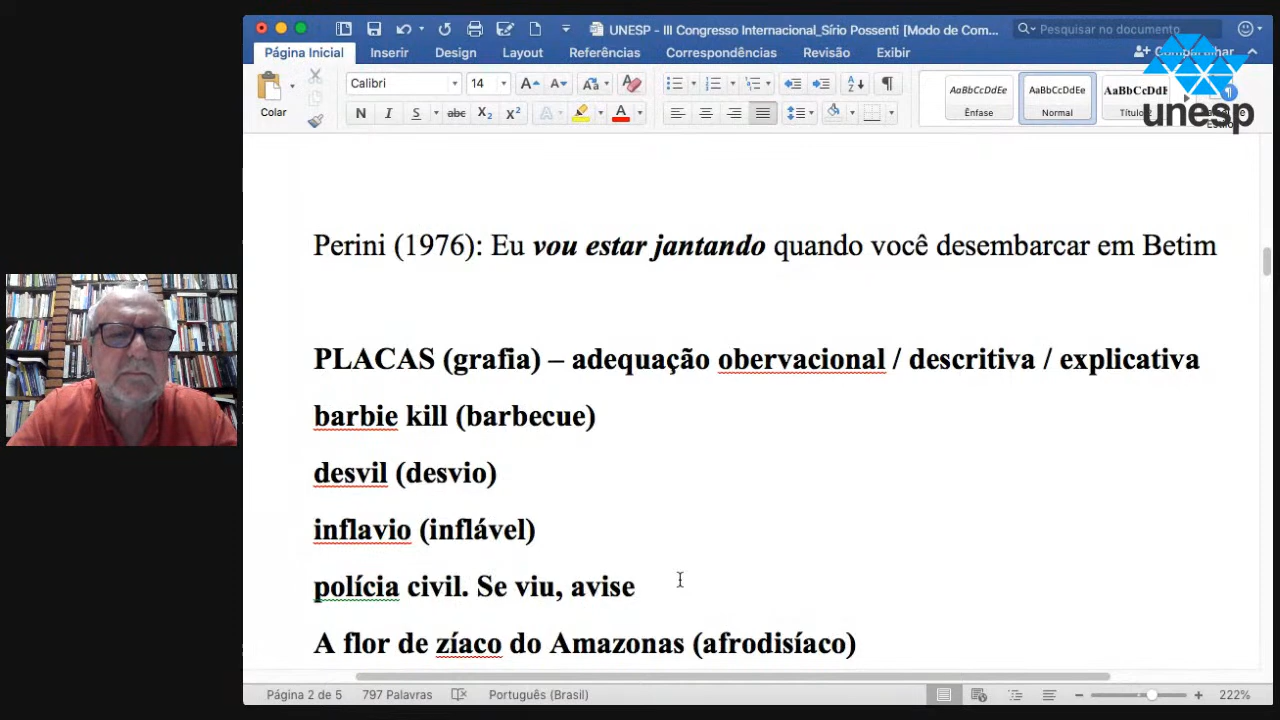 UNESP - III Congresso Internacional_Sírio Possenti [Modo de Com...
Pesquisar no documento
Página Inicial Inserir Design Layout Referências Correspondências Revisão Exibir
Compartilhar
unesp
Colar
Calibri 14
N I S abc X₂ X²
AaBbCcDdEe
Ênfase
AaBbCcDdEe
Normal
AaBbCcDdE
Perini (1976): Eu vou estar jantando quando você desembarcar em Betim
PLACAS (grafia) – adequação obervacional / descritiva / explicativa
barbie kill (barbecue)
desvil (desvio)
inflavio (inflável)
polícia civil. Se viu, avise
A flor de zíaco do Amazonas (afrodisíaco)
Página 2 de 5 797 Palavras Português (Brasil) 222%